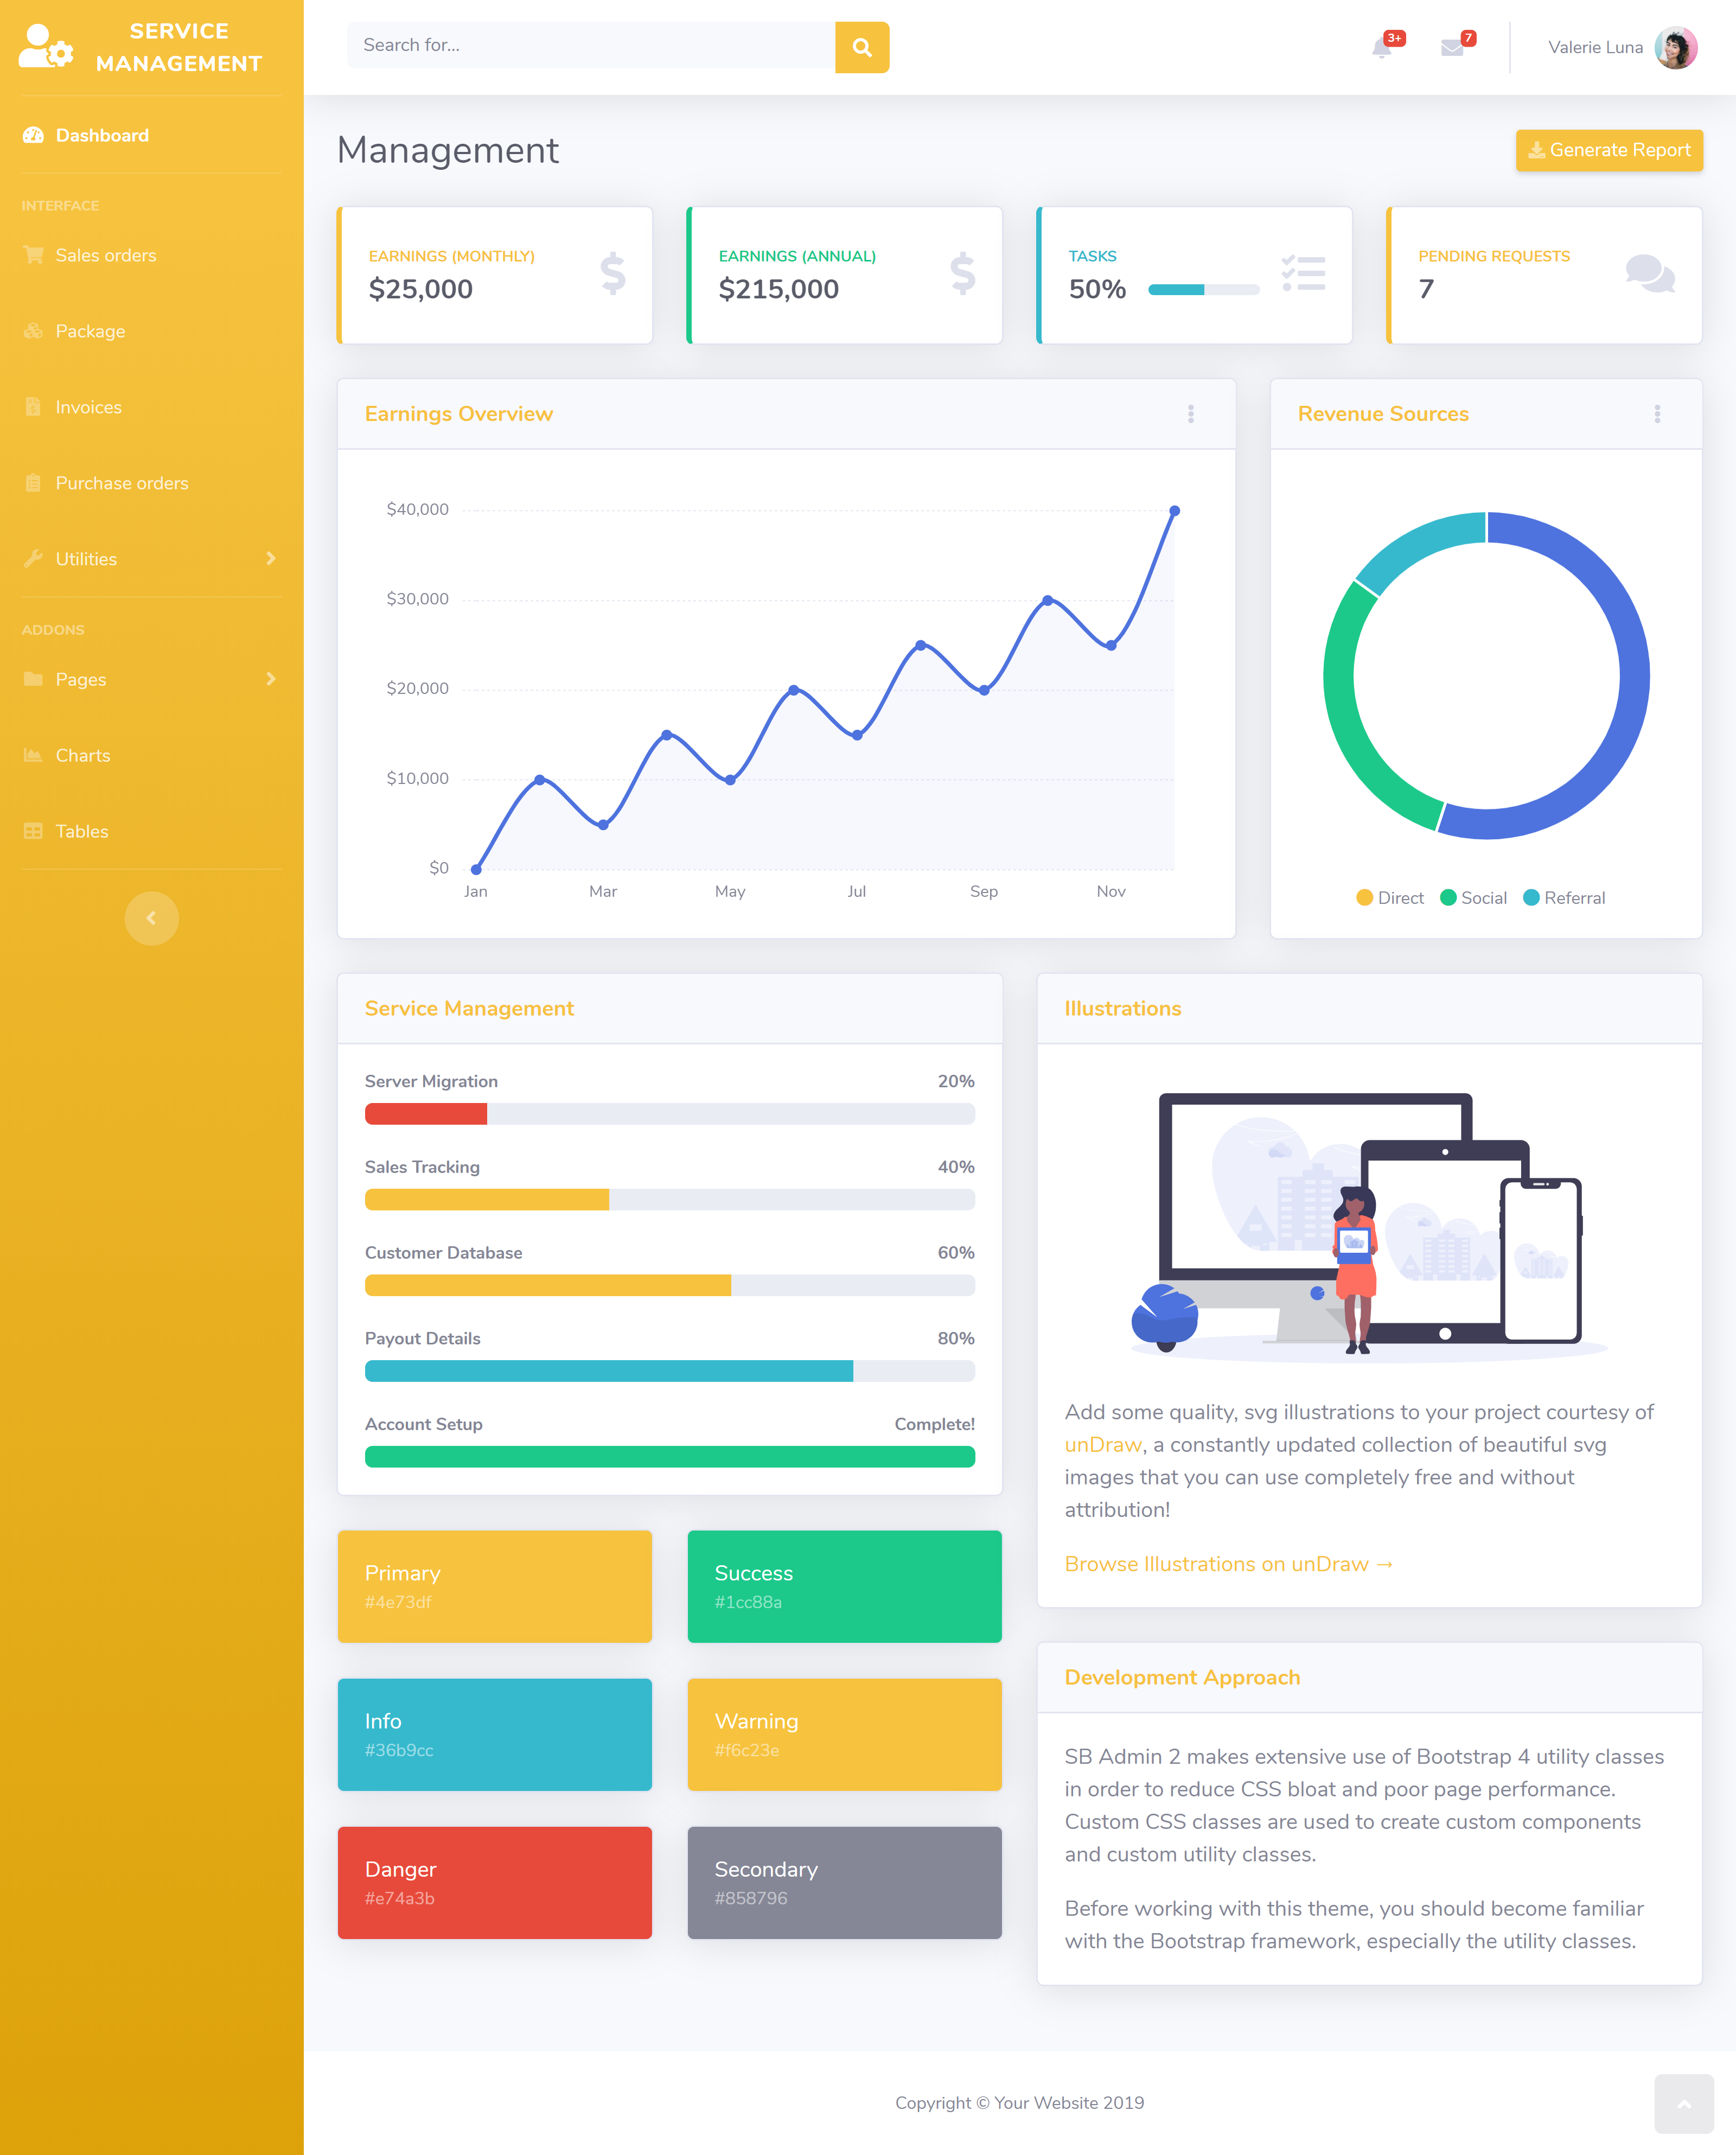 SERVICE
MANAGEMENT
Dashboard
INTERFACE
Sales orders
Package
Invoices
Purchase orders
Utilities
ADDONS
Pages
Charts
Tables
Search for...
3+
7
Valerie Luna
Management
Generate Report
EARNINGS (MONTHLY)
$25,000
EARNINGS (ANNUAL)
$215,000
TASKS
50%
PENDING REQUESTS
7
Earnings Overview
$40,000
$30,000
$20,000
$10,000
$0
Jan Mar May Jul Sep Nov
Revenue Sources
Direct Social Referral
Service Management
Server Migration 20%
Sales Tracking 40%
Customer Database 60%
Payout Details 80%
Account Setup Complete!
Primary
#4e73df
Success
#1cc88a
Info
#36b9cc
Warning
#f6c23e
Danger
#e74a3b
Secondary
#858796
Illustrations
Add some quality, svg illustrations to your project courtesy of
unDraw, a constantly updated collection of beautiful svg
images that you can use completely free and without
attribution!
Browse Illustrations on unDraw →
Development Approach
SB Admin 2 makes extensive use of Bootstrap 4 utility classes
in order to reduce CSS bloat and poor page performance.
Custom CSS classes are used to create custom components
and custom utility classes.
Before working with this theme, you should become familiar
with the Bootstrap framework, especially the utility classes.
Copyright © Your Website 2019